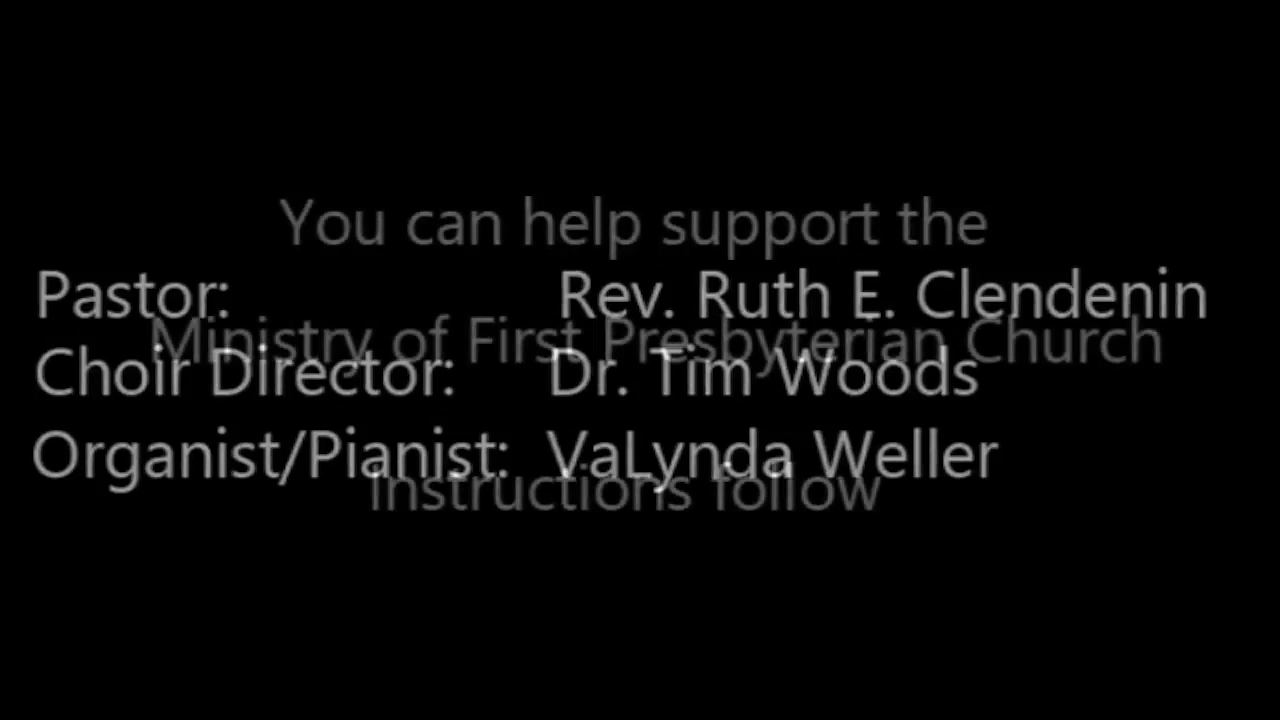 You can help support the
Pastor: Rev. Ruth E. Clendenin
Ministry of First Presbyterian Church
Choir Director: Dr. Tim Woods
Organist/Pianist: VaLynda Weller
Instructions follow